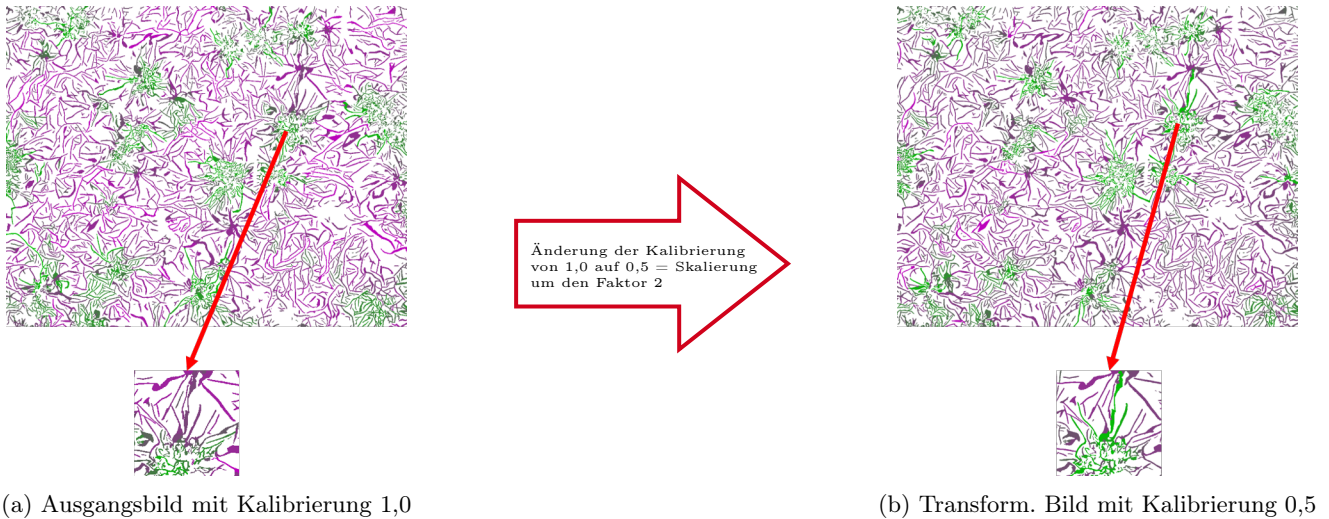 Änderung der Kalibrierung
von 1,0 auf 0,5 = Skalierung
um den Faktor 2
(a) Ausgangsbild mit Kalibrierung 1,0
(b) Transform. Bild mit Kalibrierung 0,5